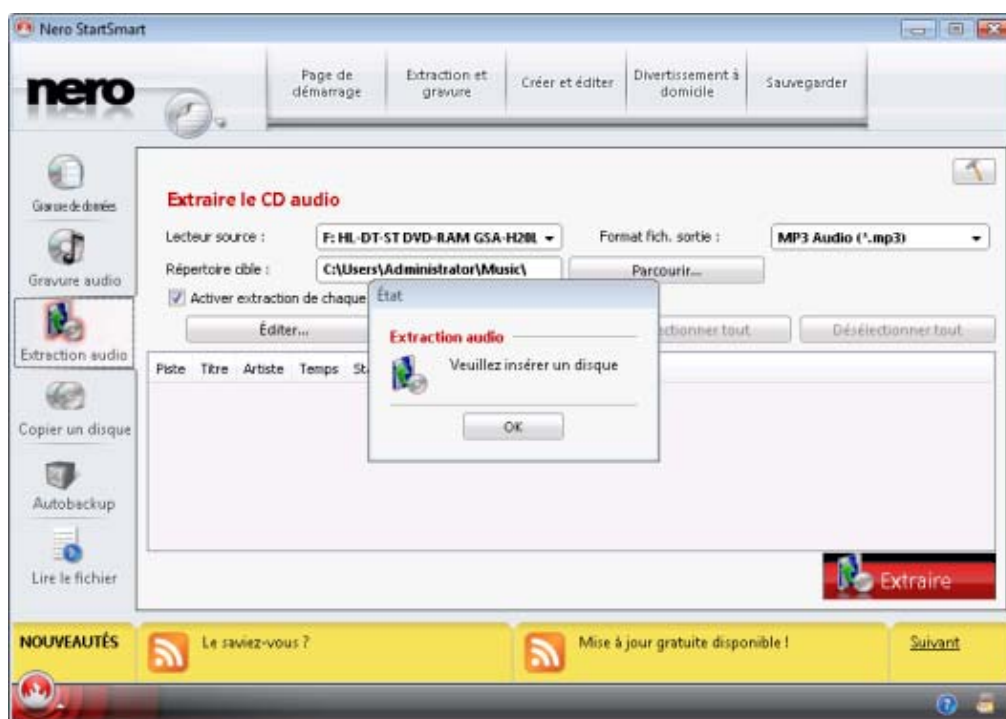 Nero StartSmart
nero
Page de démarrage
Extraction et gravure
Créer et éditer
Divertissement à domicile
Sauvegarder
Gravure de données
Gravure audio
Extraction audio
Copier un disque
Autobackup
Lire le fichier
Extraire le CD audio
Lecteur source :
F: HL-DT-ST DVD-RAM GSA-H20L
Format fich. sortie :
MP3 Audio (*.mp3)
Répertoire cible :
C:\Users\Administrator\Music\
Parcourir...
Activer extraction de chaque
Éditer...
ectionner tout
Désélectionner tout
Piste Titre Artiste Temps
État
Extraction audio
Veuillez insérer un disque
OK
Extraire
NOUVEAUTÉS
Le saviez-vous ?
Mise à jour gratuite disponible !
Suivant